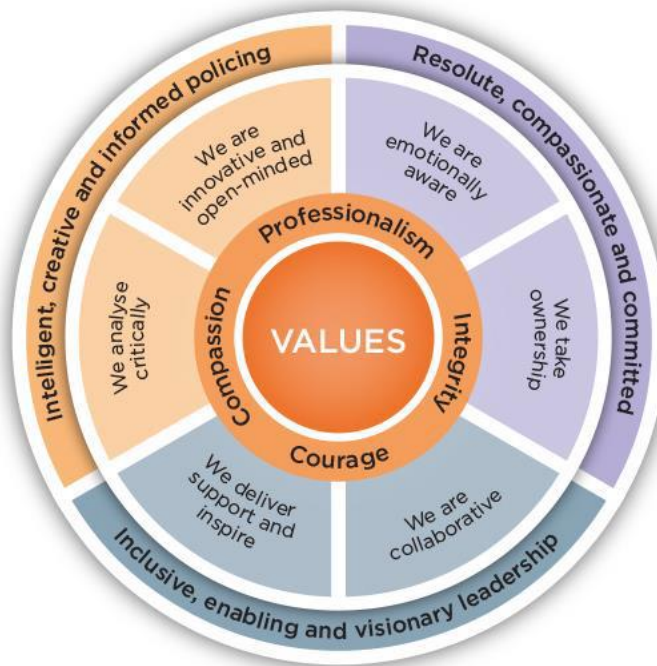 Intelligent, creative and informed policing
Resolute, compassionate and committed
Inclusive, enabling and visionary leadership
We are
innovative and
open-minded
We are
emotionally
aware
We analyse
critically
We take
ownership
We deliver
support and
inspire
We are
collaborative
Professionalism
Integrity
Courage
Compassion
VALUES